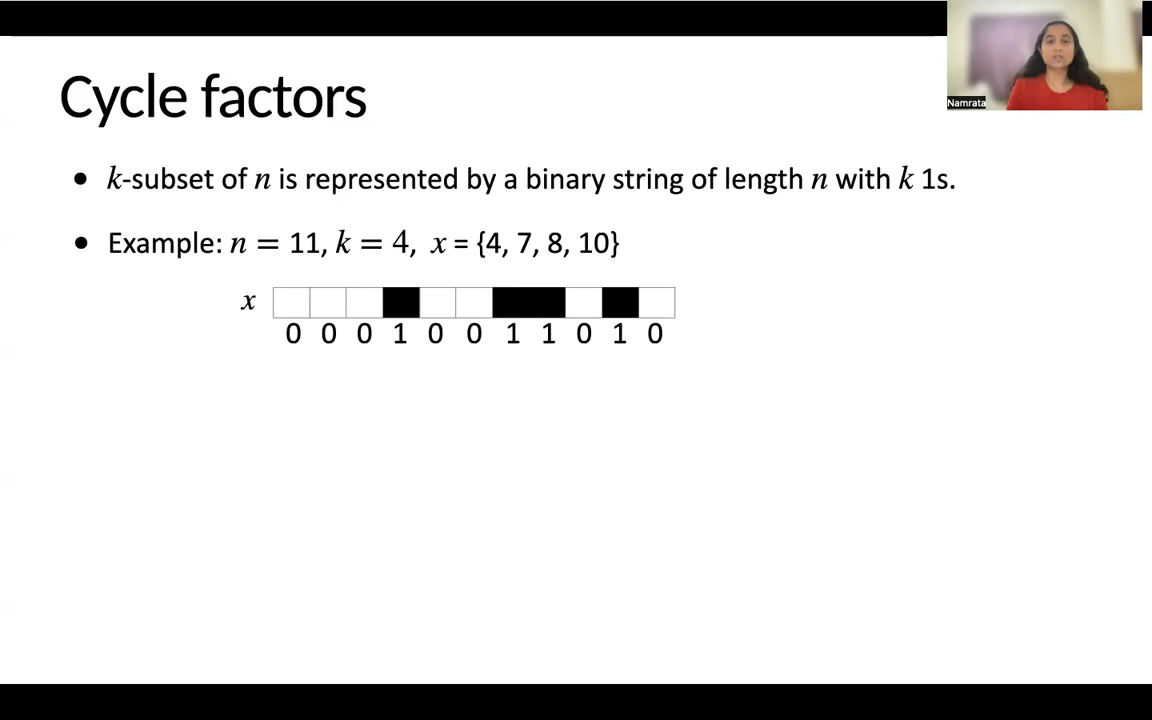 Namrata
Cycle factors
• k-subset of n is represented by a binary string of length n with k 1s.
• Example: n = 11, k = 4, x = {4, 7, 8, 10}
x
0 0 0 1 0 0 1 1 0 1 0